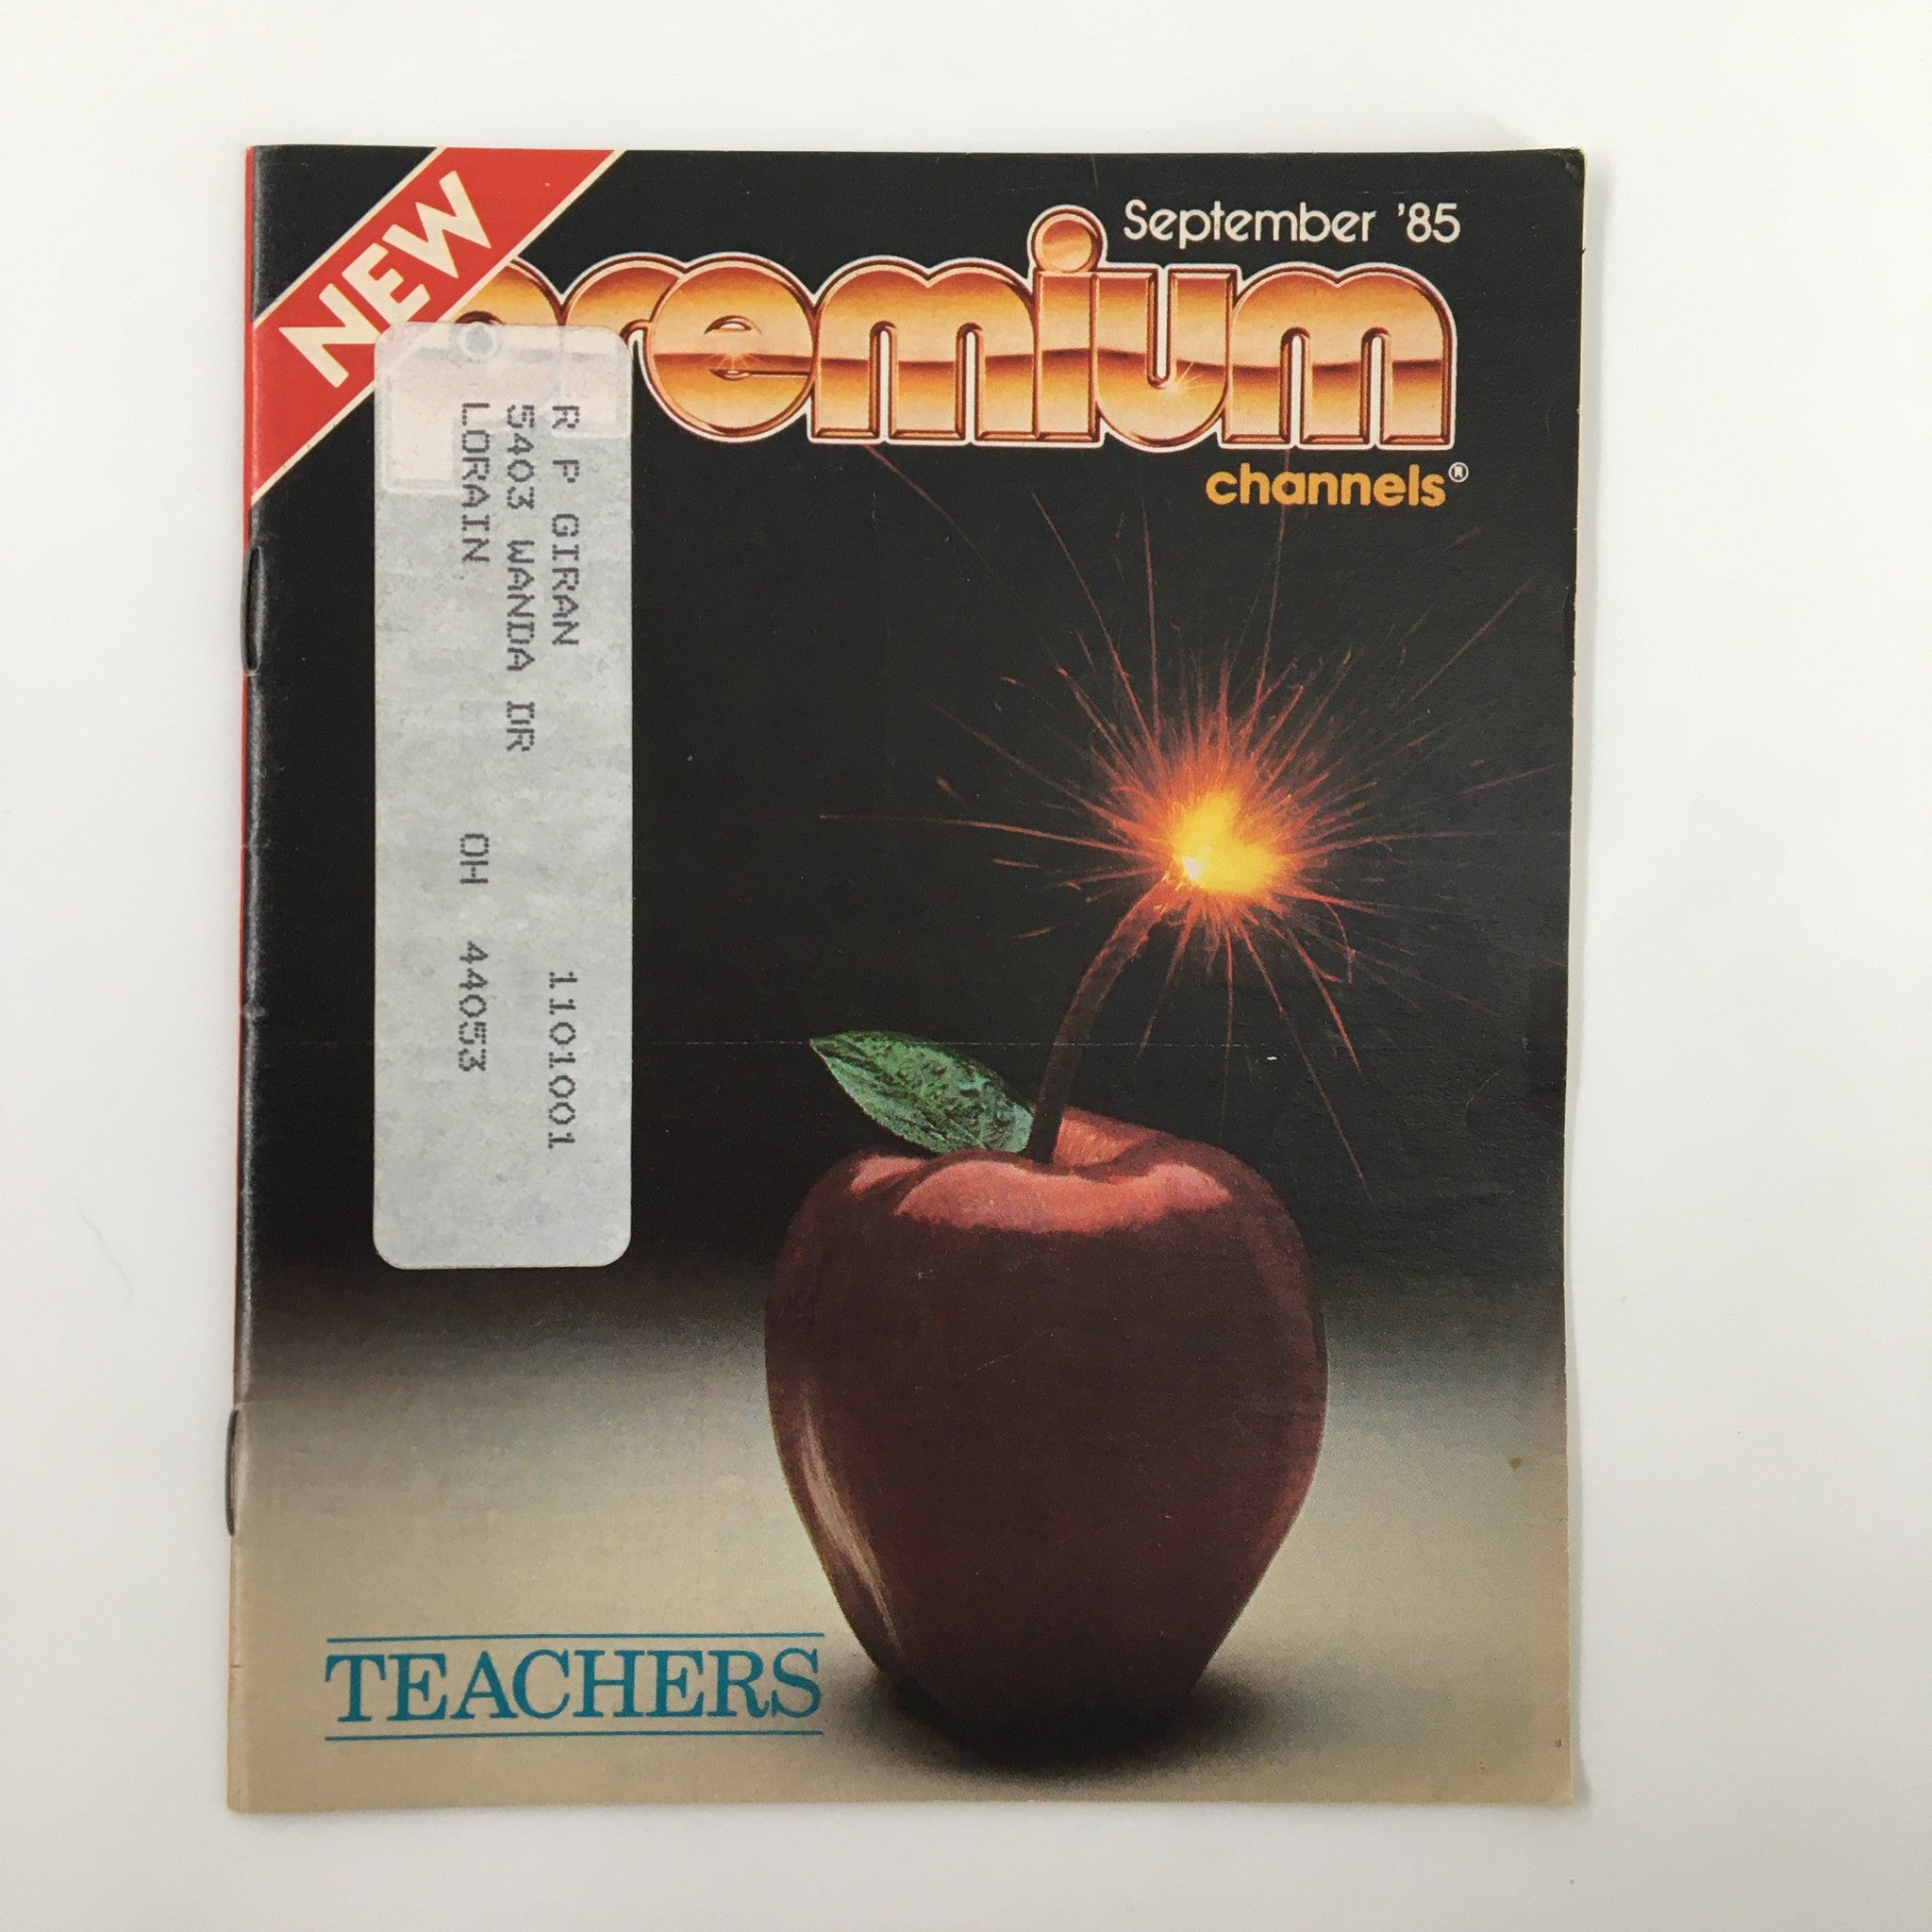 NEW
September '85
premium
channels®
R P GIRAN 1101001
5403 WANDA DR
LORAIN OH 44053
TEACHERS